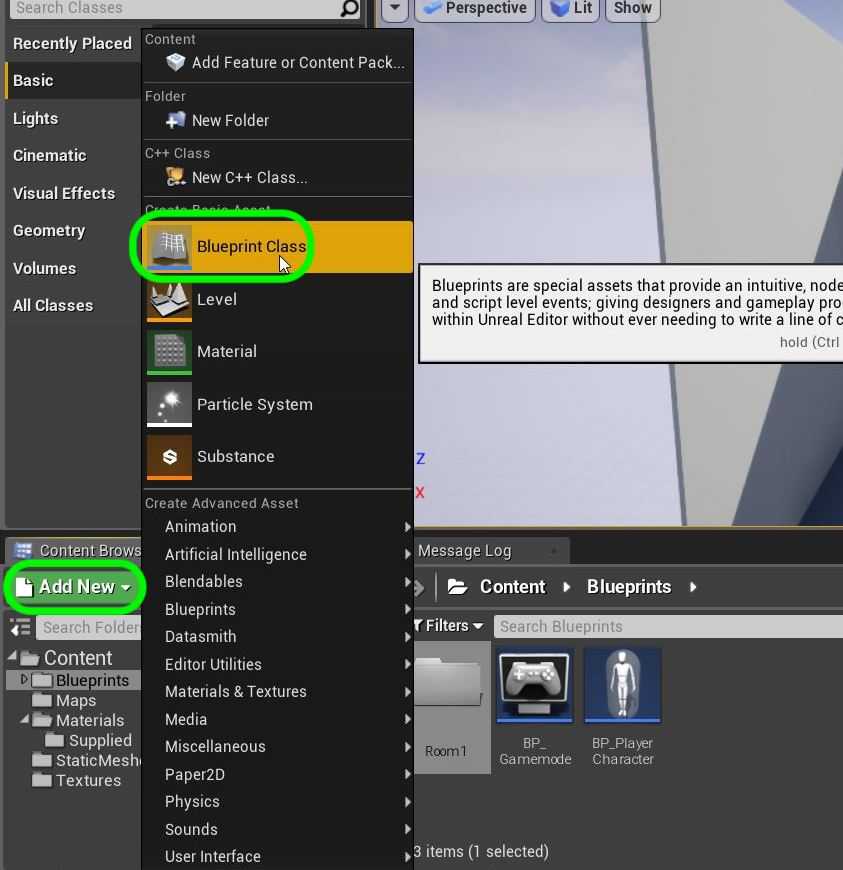 Search Classes
Perspective
Lit
Show
Recently Placed
Basic
Lights
Cinematic
Visual Effects
Geometry
Volumes
All Classes
Content
Add Feature or Content Pack...
Folder
New Folder
C++ Class
New C++ Class...
Create Basic Asset
Blueprint Class
Level
Material
Particle System
Substance
Blueprints are special assets that provide an intuitive, node
and script level events; giving designers and gameplay pro
within Unreal Editor without ever needing to write a line of c
hold (Ctrl
Z
X
Create Advanced Asset
Animation
Artificial Intelligence
Blendables
Blueprints
Datasmith
Editor Utilities
Materials & Textures
Media
Miscellaneous
Paper2D
Physics
Sounds
User Interface
Content Brows
Message Log
Add New
Content
Blueprints
Search Folder
Filters
Search Blueprints
Content
Blueprints
Maps
Materials
Supplied
StaticMeshe
Textures
Room1
BP_
Gamemode
BP_Player
Character
3 items (1 selected)